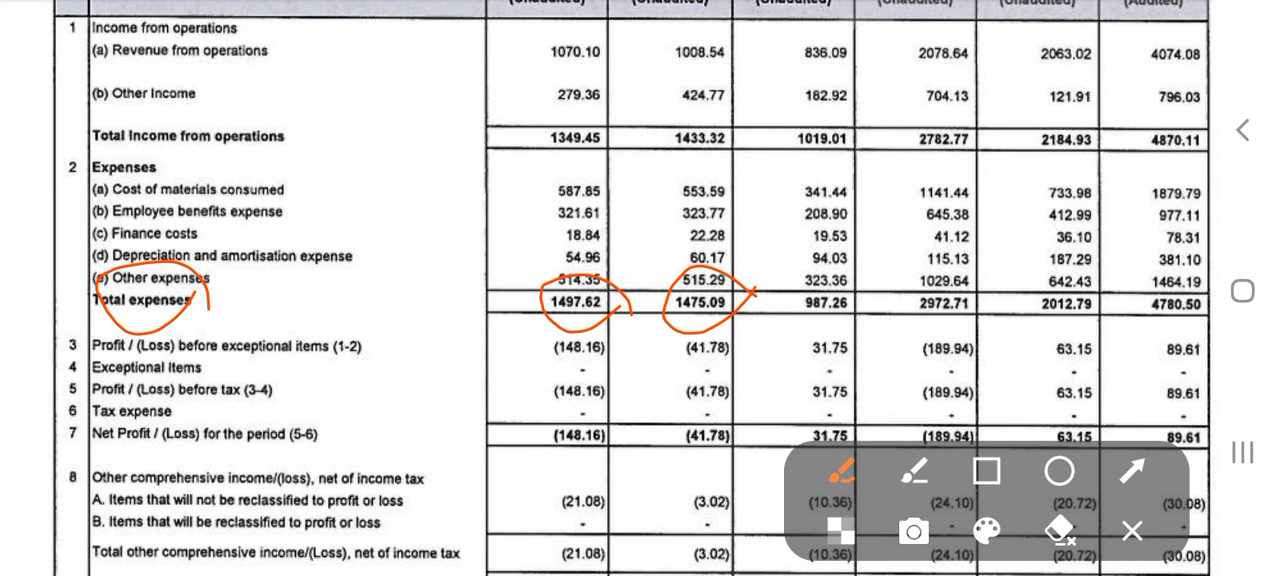 (Unaudited) (Unaudited) (Unaudited) (Unaudited) (Unaudited) (Audited)
1 Income from operations
(a) Revenue from operations 1070.10 1008.54 836.09 2078.64 2063.02 4074.08
(b) Other Income 279.36 424.77 182.92 704.13 121.91 796.03
Total Income from operations 1349.45 1433.32 1019.01 2782.77 2184.93 4870.11
2 Expenses
(a) Cost of materials consumed 587.85 553.59 341.44 1141.44 733.98 1879.79
(b) Employee benefits expense 321.61 323.77 208.90 645.38 412.99 977.11
(c) Finance costs 18.84 22.28 19.53 41.12 36.10 78.31
(d) Depreciation and amortisation expense 54.96 60.17 94.03 115.13 187.29 381.10
(e) Other expenses 514.35 515.29 323.36 1029.64 642.43 1464.19
Total expenses 1497.62 1475.09 987.26 2972.71 2012.79 4780.50
3 Profit / (Loss) before exceptional items (1-2) (148.16) (41.78) 31.75 (189.94) 63.15 89.61
4 Exceptional Items - - - - - -
5 Profit / (Loss) before tax (3-4) (148.16) (41.78) 31.75 (189.94) 63.15 89.61
6 Tax expense - - - - - -
7 Net Profit / (Loss) for the period (5-6) (148.16) (41.78) 31.75 (189.94) 63.15 89.61
8 Other comprehensive income/(loss), net of income tax
A. Items that will not be reclassified to profit or loss (21.08) (3.02) (10.36) (24.10) (20.72) (30.08)
B. Items that will be reclassified to profit or loss - - - - - -
Total other comprehensive income/(Loss), net of income tax (21.08) (3.02) (10.36) (24.10) (20.72) (30.08)